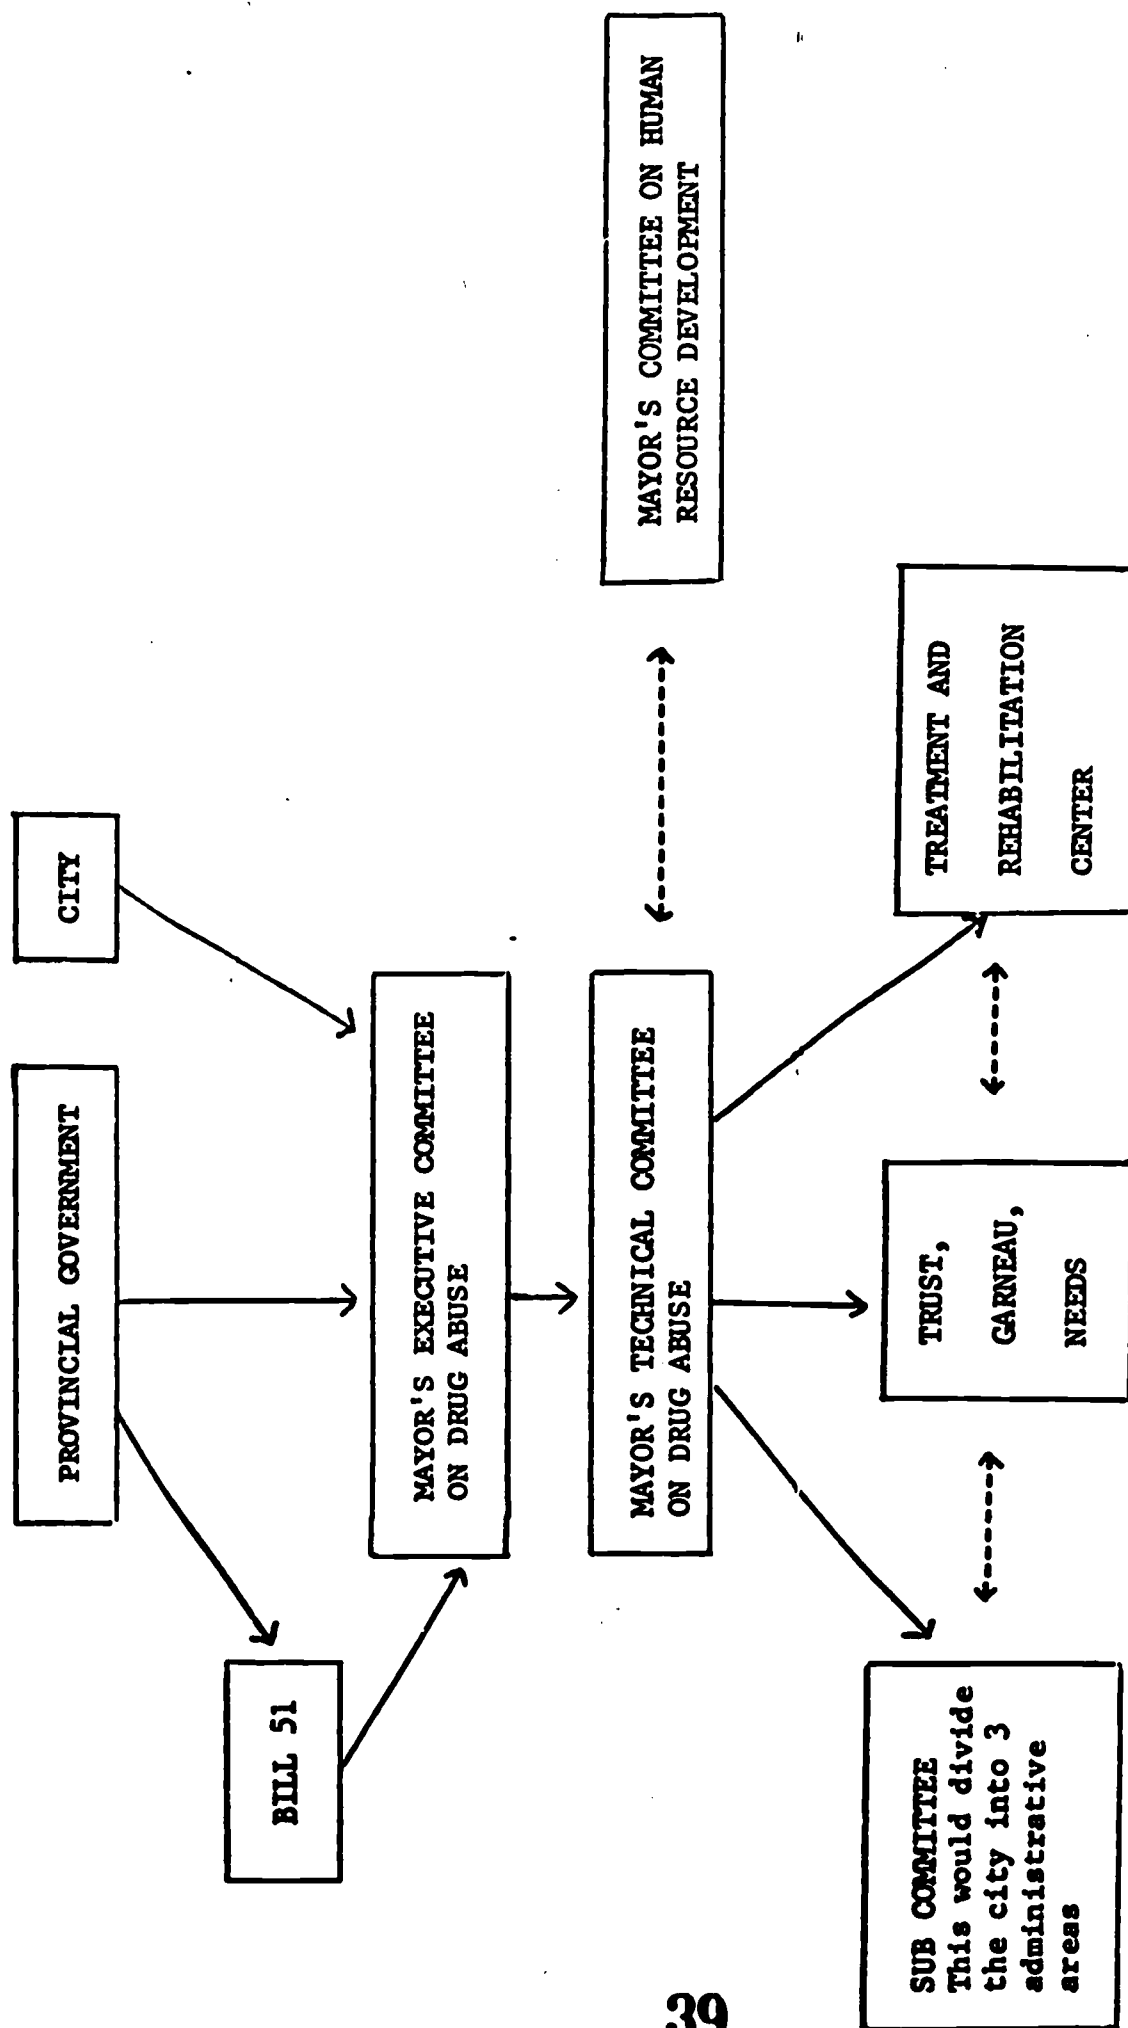 PROVINCIAL GOVERNMENT
CITY
BILL 51
MAYOR'S EXECUTIVE COMMITTEE
ON DRUG ABUSE
MAYOR'S TECHNICAL COMMITTEE
ON DRUG ABUSE
MAYOR'S COMMITTEE ON HUMAN
RESOURCE DEVELOPMENT
SUB COMMITTEE
This would divide
the city into 3
administrative
areas
TRUST,
GARNEAU,
NEEDS
TREATMENT AND
REHABILITATION
CENTER
39